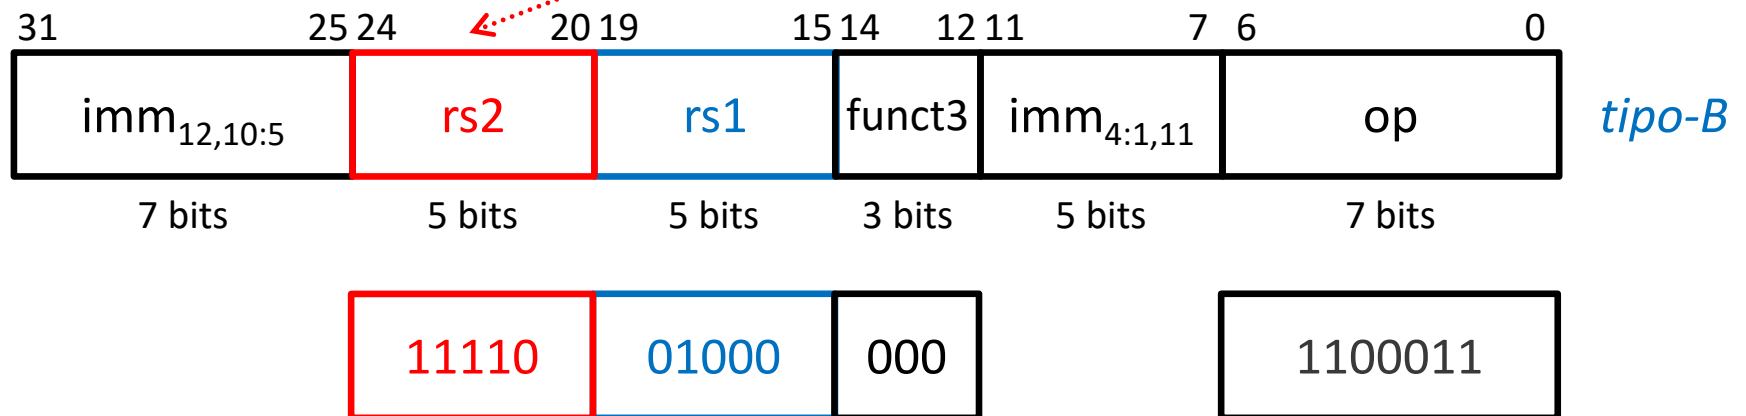 31 25 24 20 19 15 14 12 11 7 6 0
imm12,10:5 rs2 rs1 funct3 imm4:1,11 op tipo-B
7 bits 5 bits 5 bits 3 bits 5 bits 7 bits
11110 01000 000 1100011